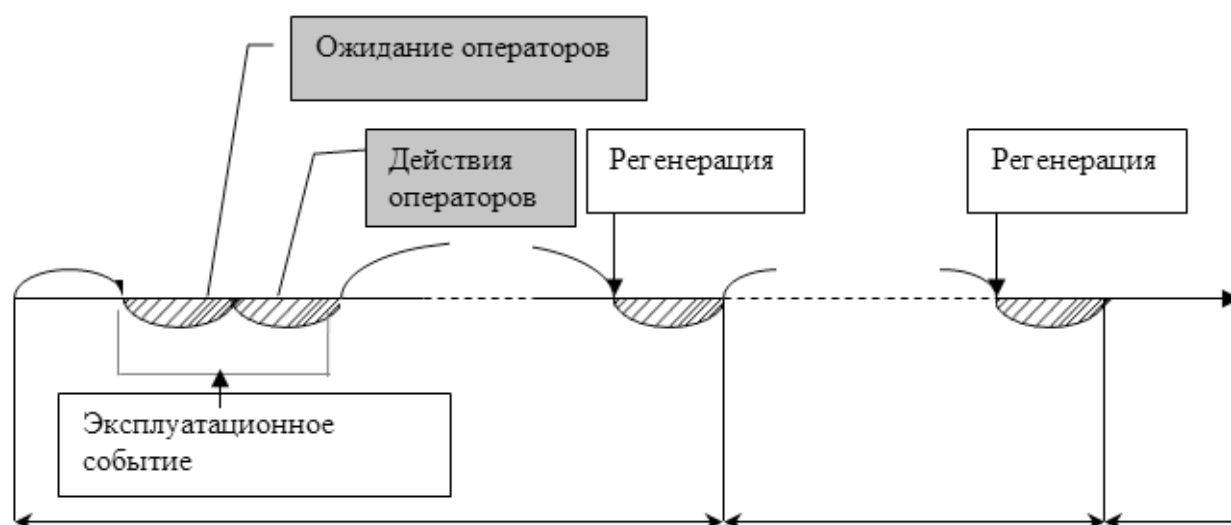 Ожидание операторов
Действия
операторов
Регенерация
Регенерация
Эксплуатационное
событие